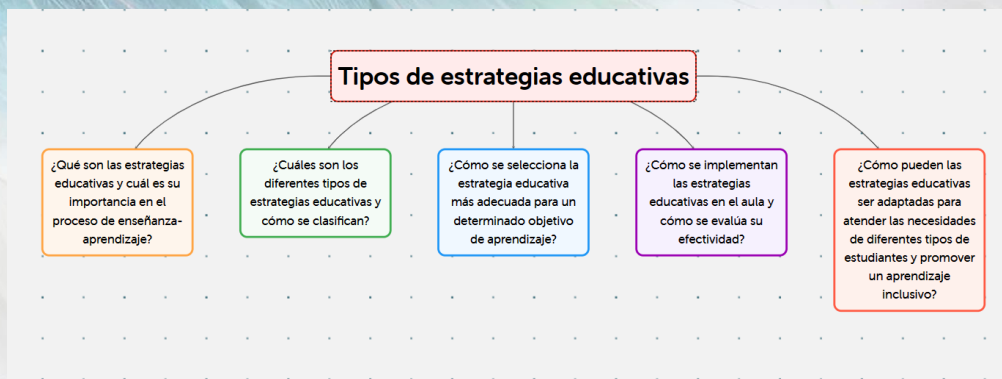 Tipos de estrategias educativas
¿Qué son las estrategias
educativas y cuál es su
importancia en el
proceso de enseñanza-
aprendizaje?
¿Cuáles son los
diferentes tipos de
estrategias educativas y
cómo se clasifican?
¿Cómo se selecciona la
estrategia educativa
más adecuada para un
determinado objetivo
de aprendizaje?
¿Cómo se implementan
las estrategias
educativas en el aula y
cómo se evalúa su
efectividad?
¿Cómo pueden las
estrategias educativas
ser adaptadas para
atender las necesidades
de diferentes tipos de
estudiantes y promover
un aprendizaje
inclusivo?